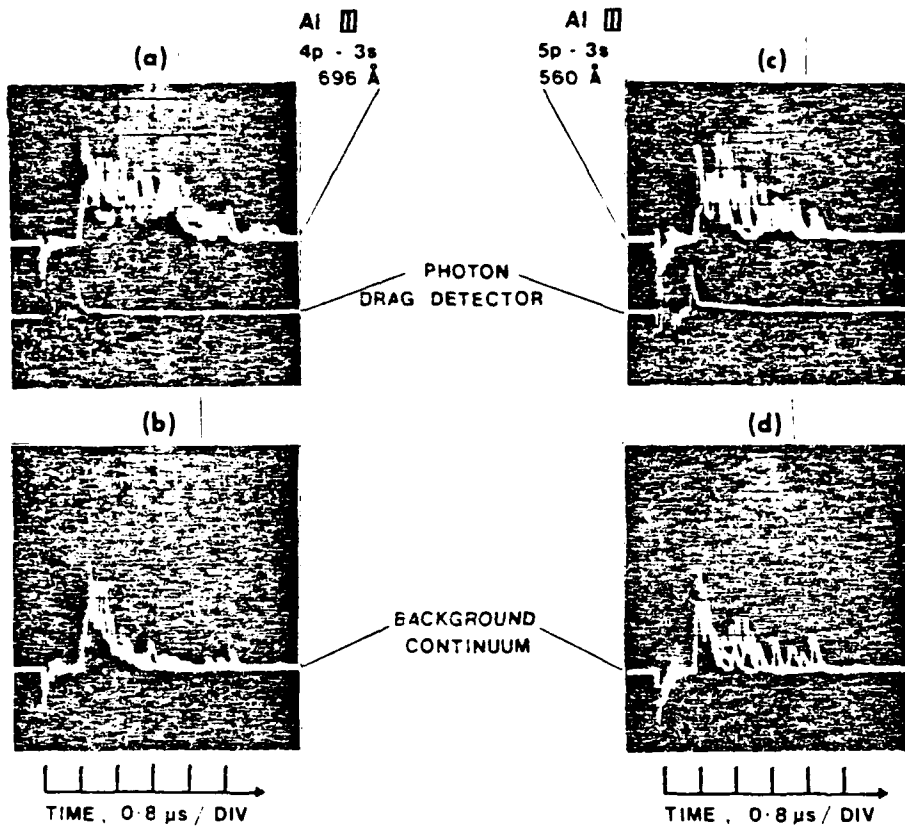 Al III
4p - 3s
696 Å
(a)
Al III
5p - 3s
560 Å
(c)
PHOTON
DRAG DETECTOR
(b)
(d)
BACKGROUND
CONTINUUM
TIME, 0·8 µs / DIV
TIME, 0·8 µs / DIV